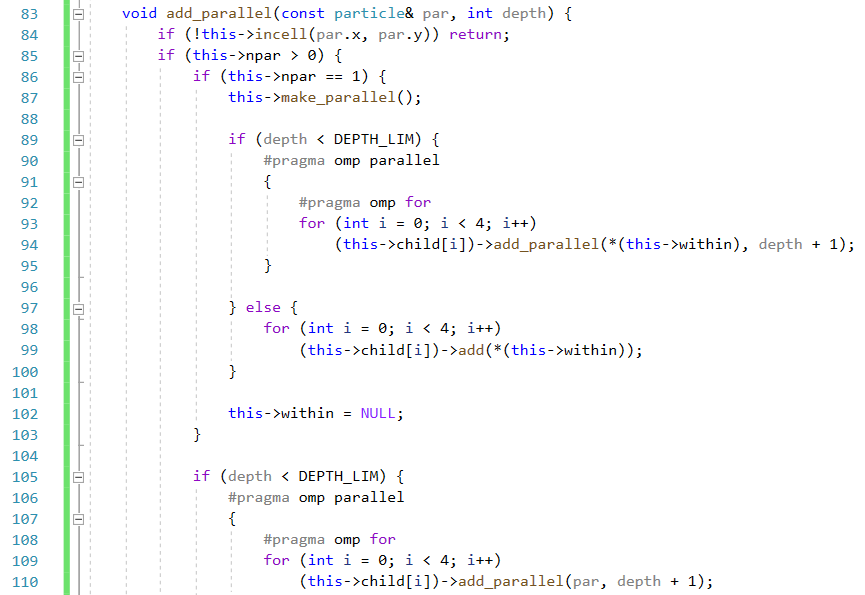 83 void add_parallel(const particle& par, int depth) {
84 if (!this->incell(par.x, par.y)) return;
85 if (this->npar > 0) {
86 if (this->npar == 1) {
87 this->make_parallel();
88
89 if (depth < DEPTH_LIM) {
90 #pragma omp parallel
91 {
92 #pragma omp for
93 for (int i = 0; i < 4; i++)
94 (this->child[i])->add_parallel(*(this->within), depth + 1);
95 }
96
97 } else {
98 for (int i = 0; i < 4; i++)
99 (this->child[i])->add(*(this->within));
100 }
101
102 this->within = NULL;
103 }
104
105 if (depth < DEPTH_LIM) {
106 #pragma omp parallel
107 {
108 #pragma omp for
109 for (int i = 0; i < 4; i++)
110 (this->child[i])->add_parallel(par, depth + 1);